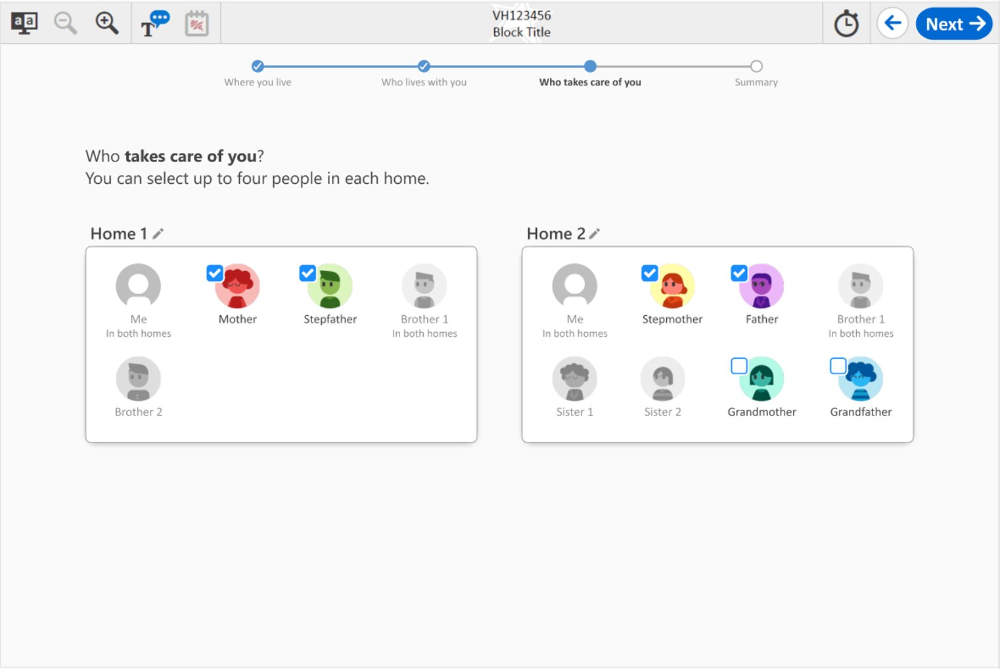 aa
VH123456
Block Title
T
Next
Where you live
Who lives with you
Who takes care of you
Summary
Who takes care of you?
You can select up to four people in each home.
Home 1
Me
In both homes
Mother
Stepfather
Brother 1
In both homes
Brother 2
Home 2
Me
In both homes
Stepmother
Father
Brother 1
In both homes
Sister 1
Sister 2
Grandmother
Grandfather